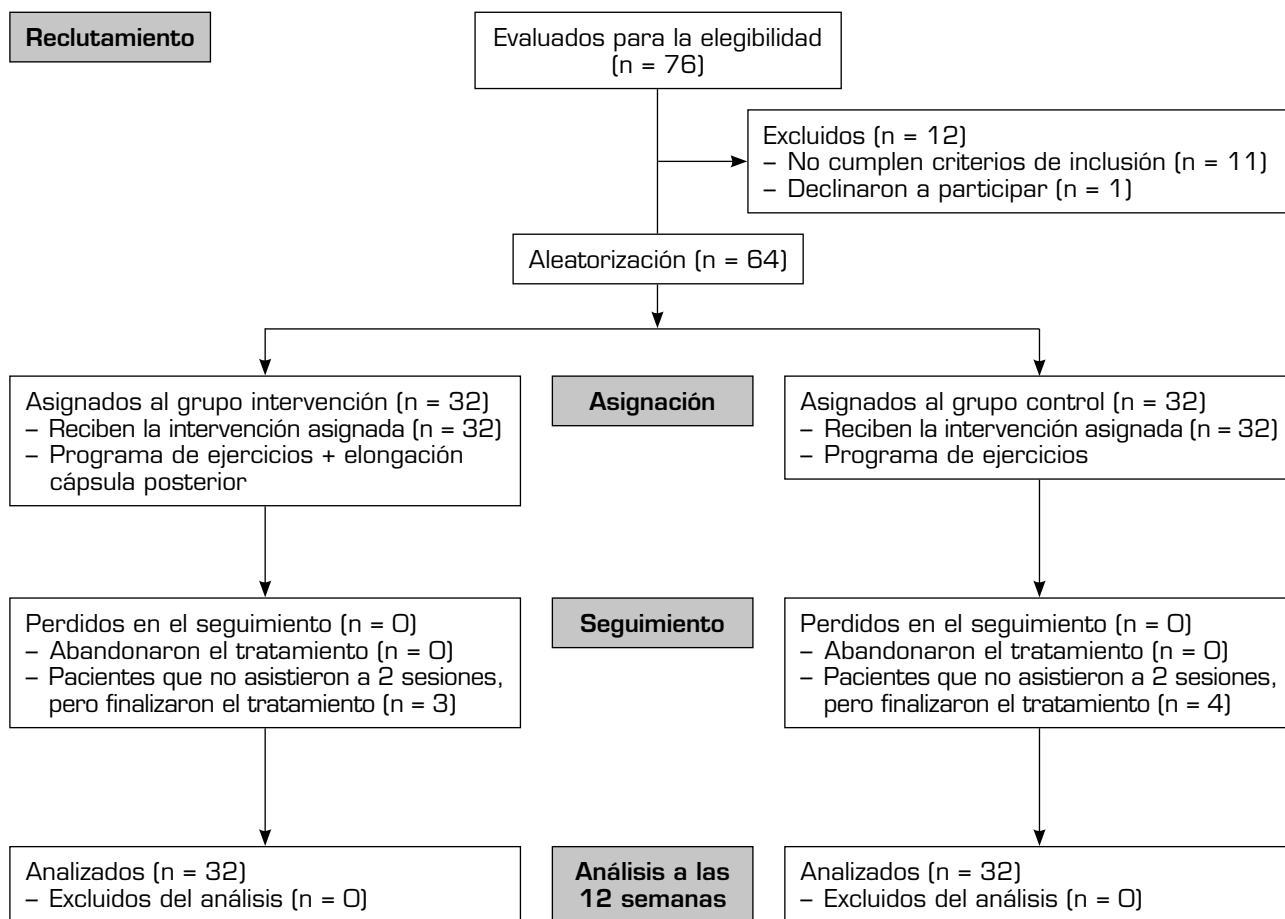 Reclutamiento
Evaluados para la elegibilidad
(n = 76)
Excluidos (n = 12)
– No cumplen criterios de inclusión (n = 11)
– Declinaron a participar (n = 1)
Aleatorización (n = 64)
Asignados al grupo intervención (n = 32)
– Reciben la intervención asignada (n = 32)
– Programa de ejercicios + elongación
cápsula posterior
Asignación
Asignados al grupo control (n = 32)
– Reciben la intervención asignada (n = 32)
– Programa de ejercicios
Perdidos en el seguimiento (n = 0)
– Abandonaron el tratamiento (n = 0)
– Pacientes que no asistieron a 2 sesiones,
pero finalizaron el tratamiento (n = 3)
Seguimiento
Perdidos en el seguimiento (n = 0)
– Abandonaron el tratamiento (n = 0)
– Pacientes que no asistieron a 2 sesiones,
pero finalizaron el tratamiento (n = 4)
Analizados (n = 32)
– Excluidos del análisis (n = 0)
Análisis a las
12 semanas
Analizados (n = 32)
– Excluidos del análisis (n = 0)